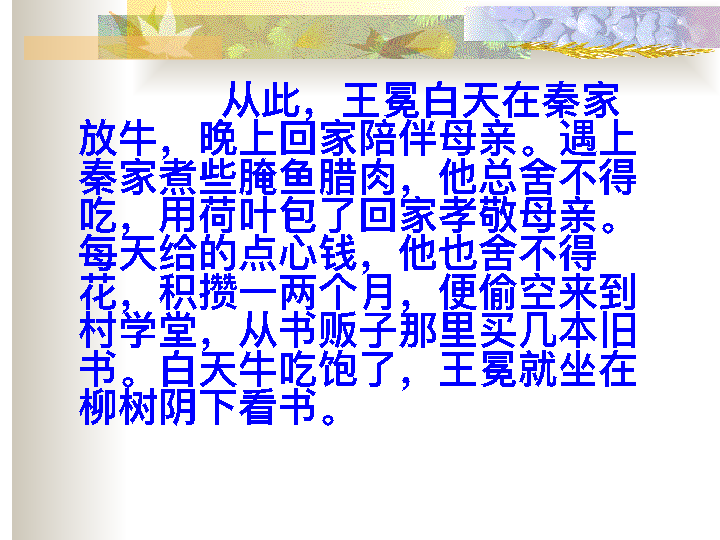 从此，王冕白天在秦家
放牛，晚上回家陪伴母亲。遇上
秦家煮些腌鱼腊肉，他总舍不得
吃，用荷叶包了回家孝敬母亲。
每天给的点心钱，他也舍不得
花，积攒一两个月，便偷空来到
村学堂，从书贩子那里买几本旧
书。白天牛吃饱了，王冕就坐在
柳树阴下看书。